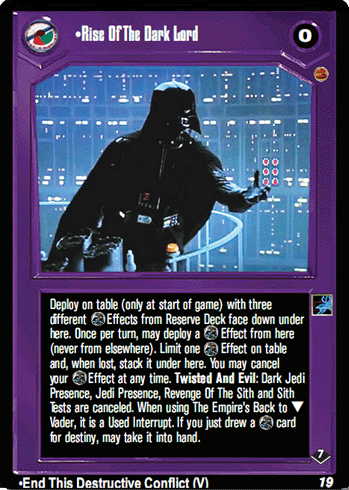 •Rise Of The Dark Lord
0
Deploy on table (only at start of game) with three
different Effects from Reserve Deck face down under
here. Once per turn, may deploy a Effect from here
(never from elsewhere). Limit one Effect on table
and, when lost, stack it under here. You may cancel
your Effect at any time. Twisted And Evil: Dark Jedi
Presence, Jedi Presence, Revenge Of The Sith and Sith
Tests are canceled. When using The Empire's Back to ▼
Vader, it is a Used Interrupt. If you just drew a card
for destiny, may take it into hand.
7
•End This Destructive Conflict (V)
19